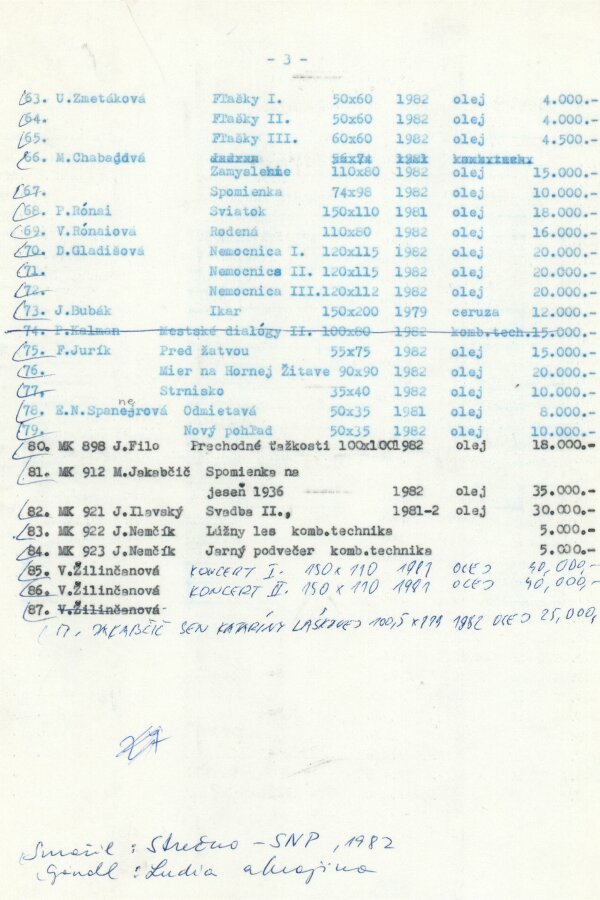 - 3 -
63. U.Zmetáková Fľašky I. 50x60 1982 olej 4.000.-
64. Fľašky II. 50x60 1982 olej 4.000.-
65. Fľašky III. 60x60 1982 olej 4.500.-
66. M.Chabadová
Zamyslenie 110x80 1982 olej 15.000.-
67. Spomienka 74x98 1982 olej 10.000.-
68. P.Rónai Sviatok 150x110 1981 olej 18.000.-
69. V.Rónaiová Rodená 110x80 1982 olej 16.000.-
70. D.Gladišová Nemocnica I. 120x115 1982 olej 20.000.-
71. Nemocnica II. 120x115 1982 olej 20.000.-
72. Nemocnica III.120x112 1982 olej 20.000.-
73. J.Bubák Ikar 150x200 1979 ceruza 12.000.-
74. P.Kalman Mestské dialógy II. 100x80 1982 komb.tech.15.000.-
75. F.Jurík Pred žatvou 55x75 1982 olej 15.000.-
76. Mier na Hornej Žitave 90x90 1982 olej 20.000.-
77. Strnisko 35x40 1982 olej 10.000.-
78. E.N.Spannerová Odmietavá 50x35 1981 olej 8.000.-
79. Nový pohľad 50x35 1982 olej 10.000.-
80. MK 898 J.Filo Prechodné ťažkosti 100x1001982 olej 18.000.-
81. MK 912 M.Jakabčič Spomienka na
jeseň 1936 1982 olej 35.000.-
82. MK 921 J.Ilavský Svadba II., 1981-2 olej 30.000.-
83. MK 922 J.Nemčík Lúžny les komb.technika 5.000.-
84. MK 923 J.Nemčík Jarný podvečer komb.technika 5.000.-
85. V.Žilinčanová KONCERT I. 150 x 110 1981 OLEJ 40,000,-
86. V.Žilinčanová KONCERT II. 150 x 110 1981 OLEJ 40,000,-
87. V.Žilinčanová
M. JAKABČIČ SEN KATARÍNY LÁSKOVEJ 1982 OLEJ 25,000,
Smažil : Strečno - SNP, 1982
Gandl : Ľudia a krajina